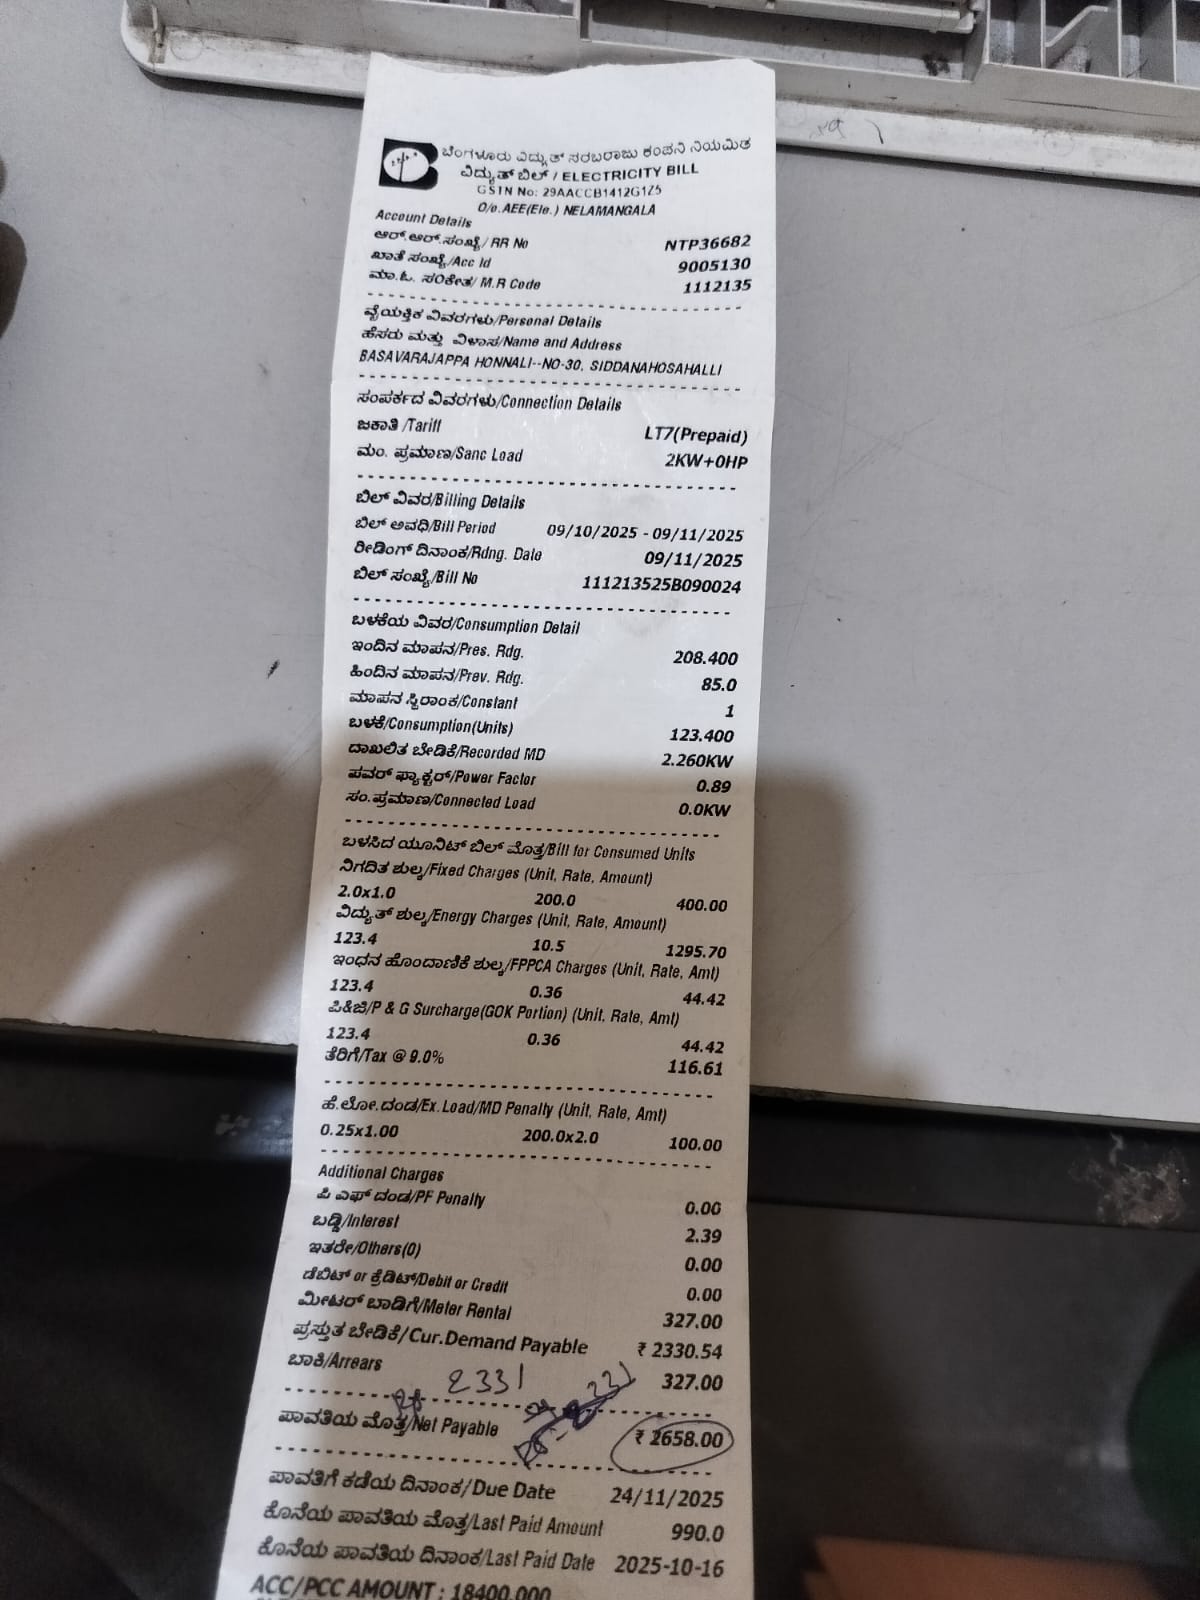 ಬೆಂಗಳೂರು ವಿದ್ಯುತ್ ಸರಬರಾಜು ಕಂಪನಿ ನಿಯಮಿತ
ವಿದ್ಯುತ್ ಬಿಲ್ / ELECTRICITY BILL
GSTN No: 29AACCB1412G1Z5
O/o.AEE(Ele.) NELAMANGALA
Account Details
ಆರ್.ಆರ್.ಸಂಖ್ಯೆ/ RR No NTP36682
ಖಾತೆ ಸಂಖ್ಯೆ/Acc Id 9005130
ಮಾ.ಓ. ಸಂಕೇತ/ M.R Code 1112135
ವೈಯಕ್ತಿಕ ವಿವರಗಳು/Personal Details
ಹೆಸರು ಮತ್ತು ವಿಳಾಸ/Name and Address
BASAVARAJAPPA HONNALI--NO-30, SIDDANAHOSAHALLI
ಸಂಪರ್ಕದ ವಿವರಗಳು/Connection Details
ಜಕಾತಿ /Tariff LT7(Prepaid)
ಮಂ. ಪ್ರಮಾಣ/Sanc Load 2KW+0HP
ಬಿಲ್ ವಿವರ/Billing Details
ಬಿಲ್ ಅವಧಿ/Bill Period 09/10/2025 - 09/11/2025
ರೀಡಿಂಗ್ ದಿನಾಂಕ/Rdng. Date 09/11/2025
ಬಿಲ್ ಸಂಖ್ಯೆ/Bill No 111213525B090024
ಬಳಕೆಯ ವಿವರ/Consumption Detail
ಇಂದಿನ ಮಾಪನ/Pres. Rdg. 208.400
ಹಿಂದಿನ ಮಾಪನ/Prev. Rdg. 85.0
ಮಾಪನ ಸ್ಥಿರಾಂಕ/Constant 1
ಬಳಕೆ/Consumption(Units) 123.400
ದಾಖಲಿತ ಬೇಡಿಕೆ/Recorded MD 2.260KW
ಪವರ್ ಫ್ಯಾಕ್ಟರ್/Power Factor 0.89
ಸಂ.ಪ್ರಮಾಣ/Connected Load 0.0KW
ಬಳಸಿದ ಯೂನಿಟ್ ಬಿಲ್ ಮೊತ್ತ/Bill for Consumed Units
ನಿಗದಿತ ಶುಲ್ಕ/Fixed Charges (Unit, Rate, Amount)
2.0x1.0 200.0 400.00
ವಿದ್ಯುತ್ ಶುಲ್ಕ/Energy Charges (Unit, Rate, Amount)
123.4 10.5 1295.70
ಇಂಧನ ಹೊಂದಾಣಿಕೆ ಶುಲ್ಕ/FPPCA Charges (Unit, Rate, Amt)
123.4 0.36 44.42
ಪಿ&ಜಿ/P & G Surcharge(GOK Portion) (Unit, Rate, Amt)
123.4 0.36 44.42
ತೆರಿಗೆ/Tax @ 9.0% 116.61
ಹೆ.ಲೋ.ದಂಡ/Ex.Load/MD Penalty (Unit, Rate, Amt)
0.25x1.00 200.0x2.0 100.00
Additional Charges
ಪಿ ಎಫ್ ದಂಡ/PF Penalty 0.00
ಬಡ್ಡಿ/Interest 2.39
ಇತರೇ/Others(0) 0.00
ಡೆಬಿಟ್ or ಕ್ರೆಡಿಟ್/Debit or Credit 0.00
ಮೀಟರ್ ಬಾಡಿಗೆ/Meter Rental 327.00
ಪ್ರಸ್ತುತ ಬೇಡಿಕೆ/Cur.Demand Payable ₹ 2330.54
ಬಾಕಿ/Arrears 327.00
2331
ಪಾವತಿಯ ಮೊತ್ತ/Net Payable ₹ 2658.00
ಪಾವತಿಗೆ ಕಡೆಯ ದಿನಾಂಕ/Due Date 24/11/2025
ಕೊನೆಯ ಪಾವತಿಯ ಮೊತ್ತ/Last Paid Amount 990.0
ಕೊನೆಯ ಪಾವತಿಯ ದಿನಾಂಕ/Last Paid Date 2025-10-16
ACC/PCC AMOUNT : 18400.000